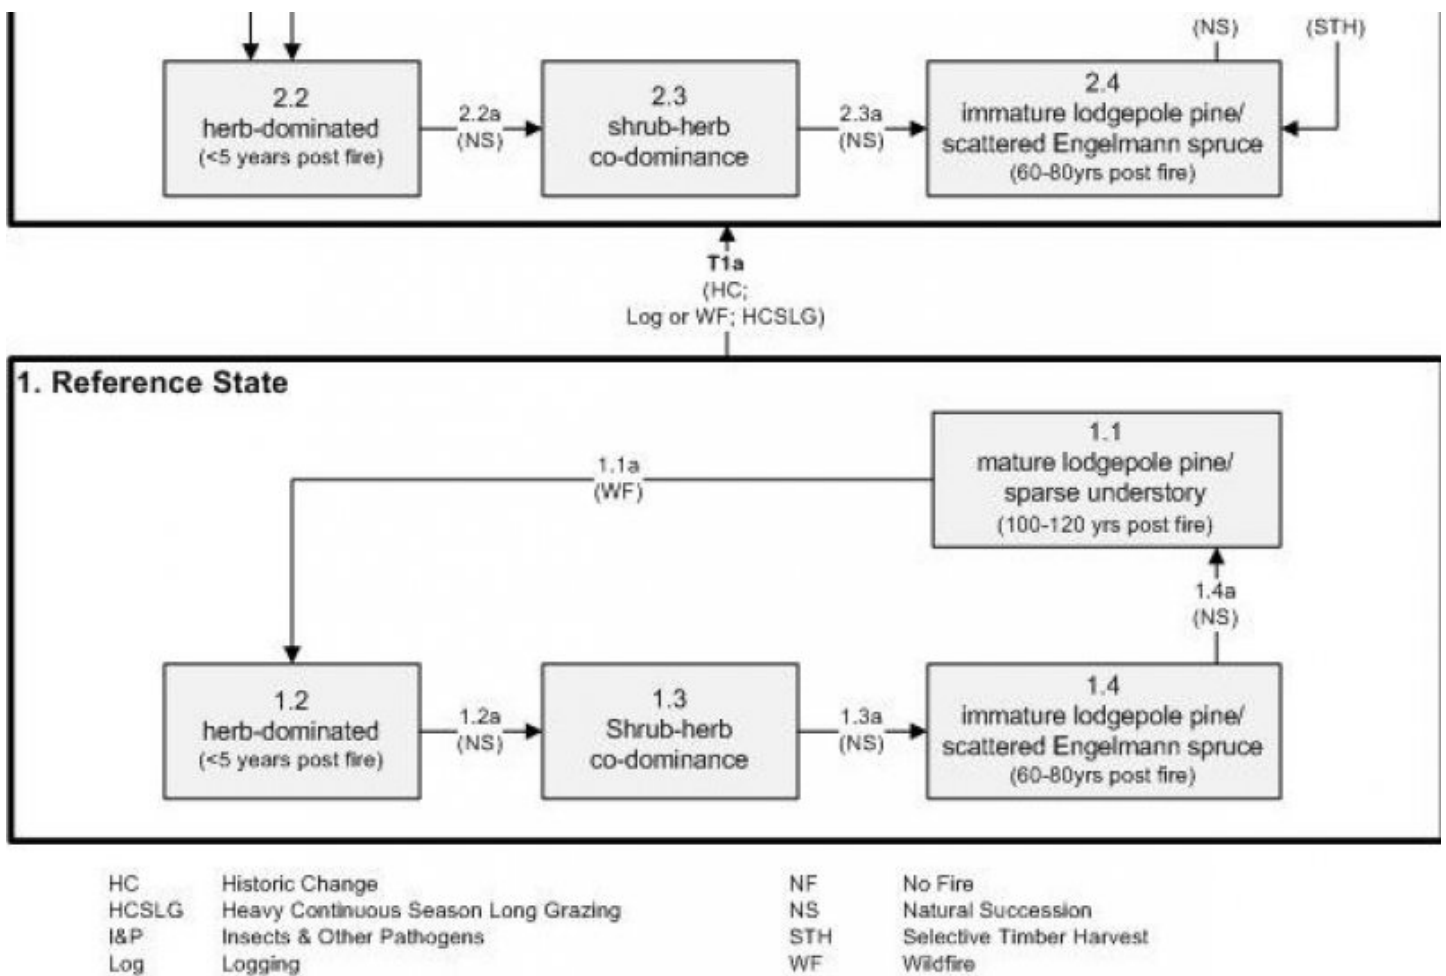 (NS)
(STH)
2.2
herb-dominated
(<5 years post fire)
2.2a
(NS)
2.3
shrub-herb
co-dominance
2.3a
(NS)
2.4
immature lodgepole pine/
scattered Engelmann spruce
(60-80yrs post fire)
T1a
(HC;
Log or WF; HCSLG)
1. Reference State
1.1
mature lodgepole pine/
sparse understory
(100-120 yrs post fire)
1.1a
(WF)
1.4a
(NS)
1.2
herb-dominated
(<5 years post fire)
1.2a
(NS)
1.3
Shrub-herb
co-dominance
1.3a
(NS)
1.4
immature lodgepole pine/
scattered Engelmann spruce
(60-80yrs post fire)
HC Historic Change
HCSLG Heavy Continuous Season Long Grazing
I&P Insects & Other Pathogens
Log Logging
NF No Fire
NS Natural Succession
STH Selective Timber Harvest
WF Wildfire